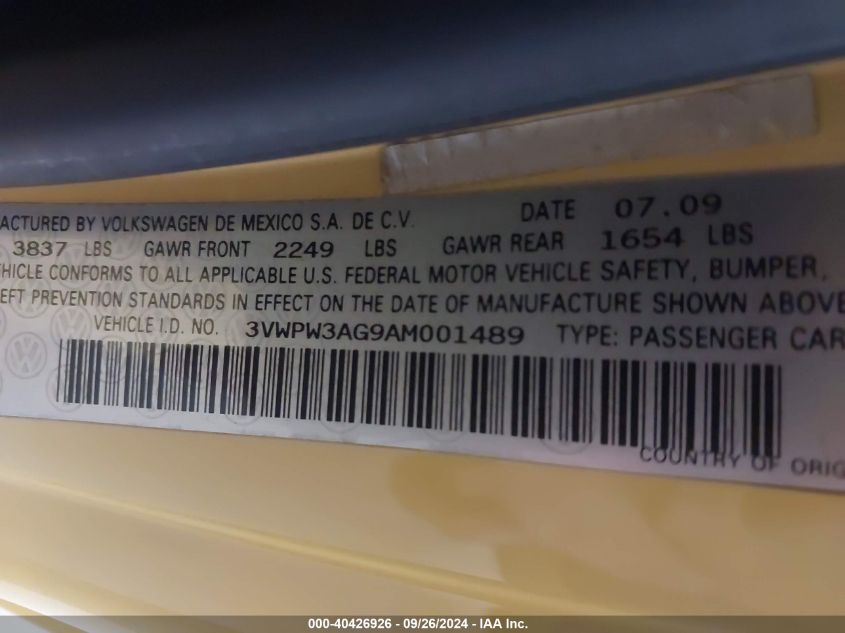 ACTURED BY VOLKSWAGEN DE MEXICO S.A. DE C.V. DATE 07.09
3837 LBS GAWR FRONT 2249 LBS GAWR REAR 1654 LBS
EHICLE CONFORMS TO ALL APPLICABLE U.S. FEDERAL MOTOR VEHICLE SAFETY, BUMPER,
EFT PREVENTION STANDARDS IN EFFECT ON THE DATE OF MANUFACTURE SHOWN ABOVE
VEHICLE I.D. NO. 3VWPW3AG9AM001489 TYPE: PASSENGER CAR
COUNTRY OF ORIG
000-40426926 - 09/26/2024 - IAA Inc.